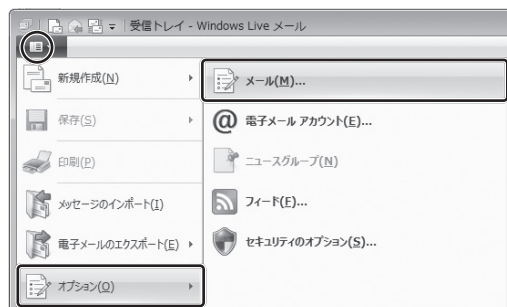 受信トレイ - Windows Live メール
新規作成(N)
保存(S)
印刷(P)
メッセージのインポート(I)
電子メールのエクスポート(E)
オプション(O)
メール(M)...
電子メール アカウント(E)...
ニュースグループ(N)
フィード(F)...
セキュリティのオプション(S)...